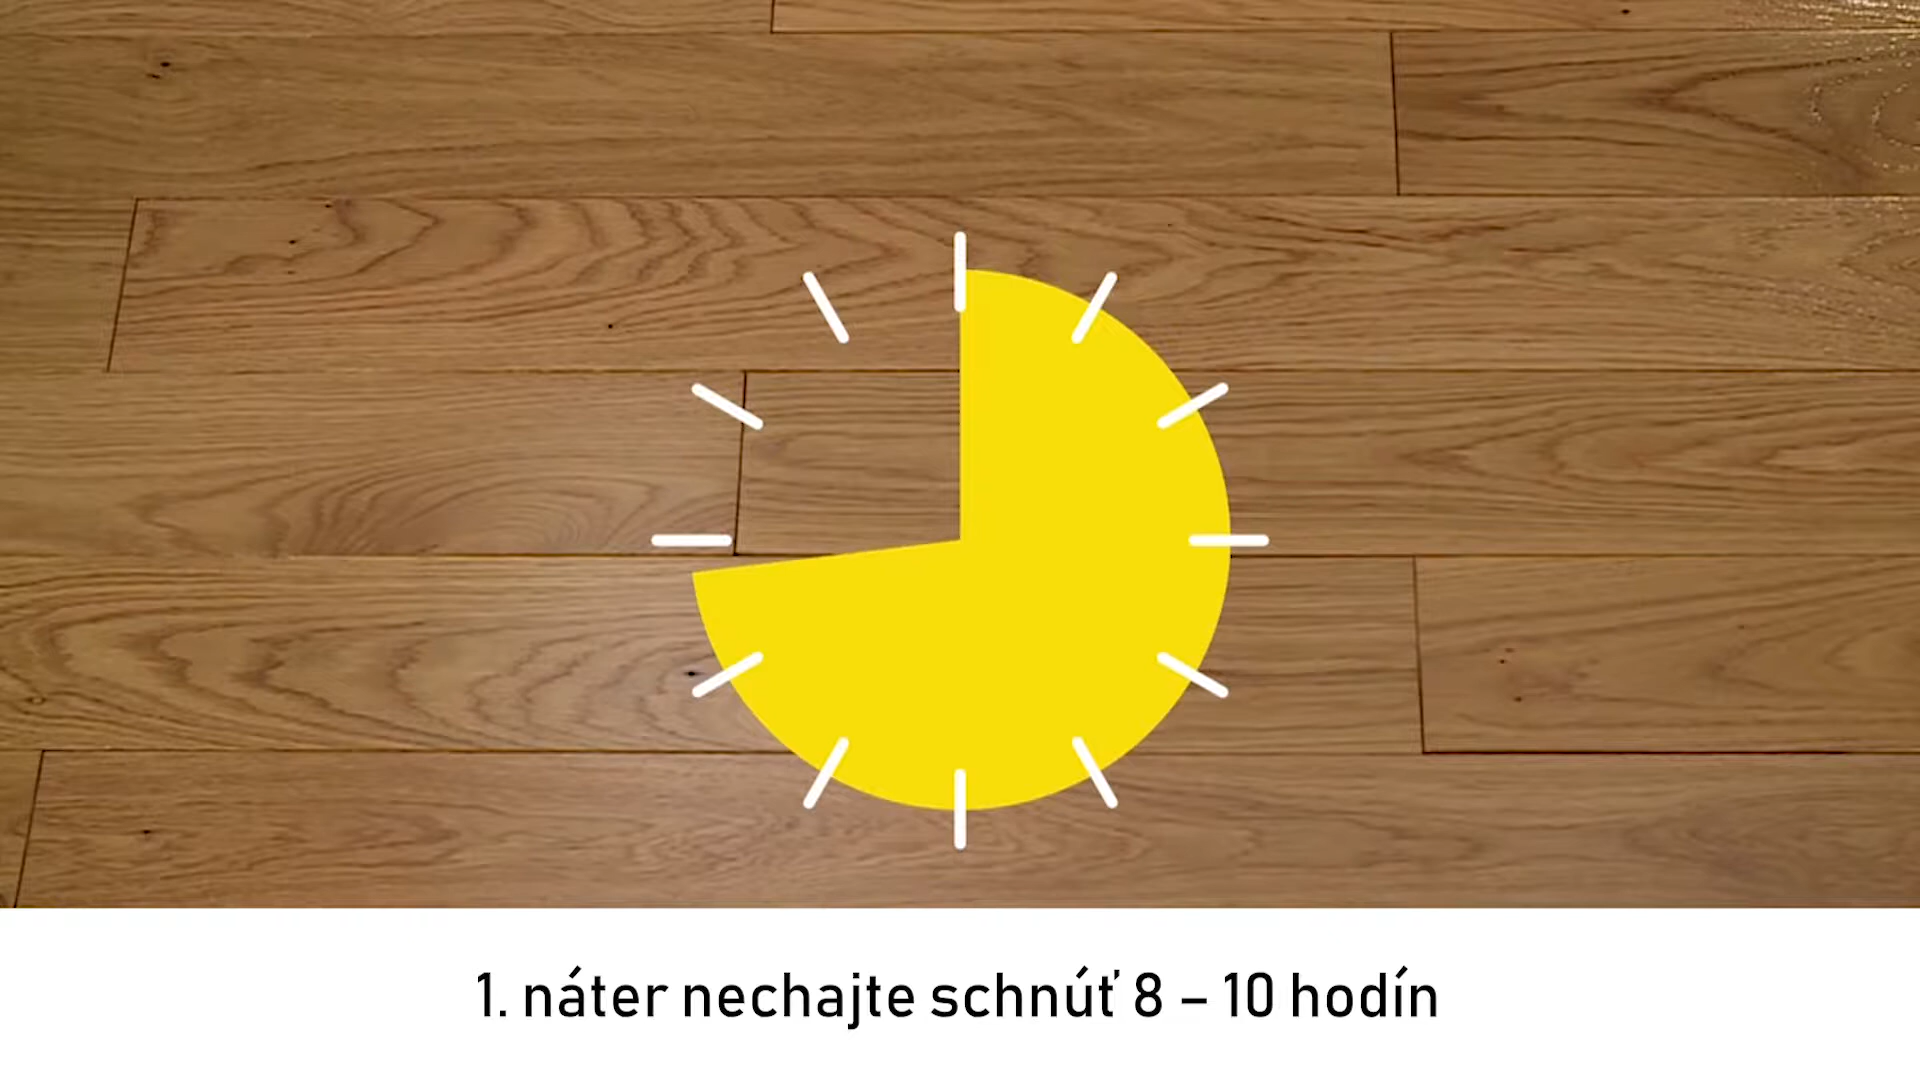 1. náter nechajte schnúť 8 – 10 hodín